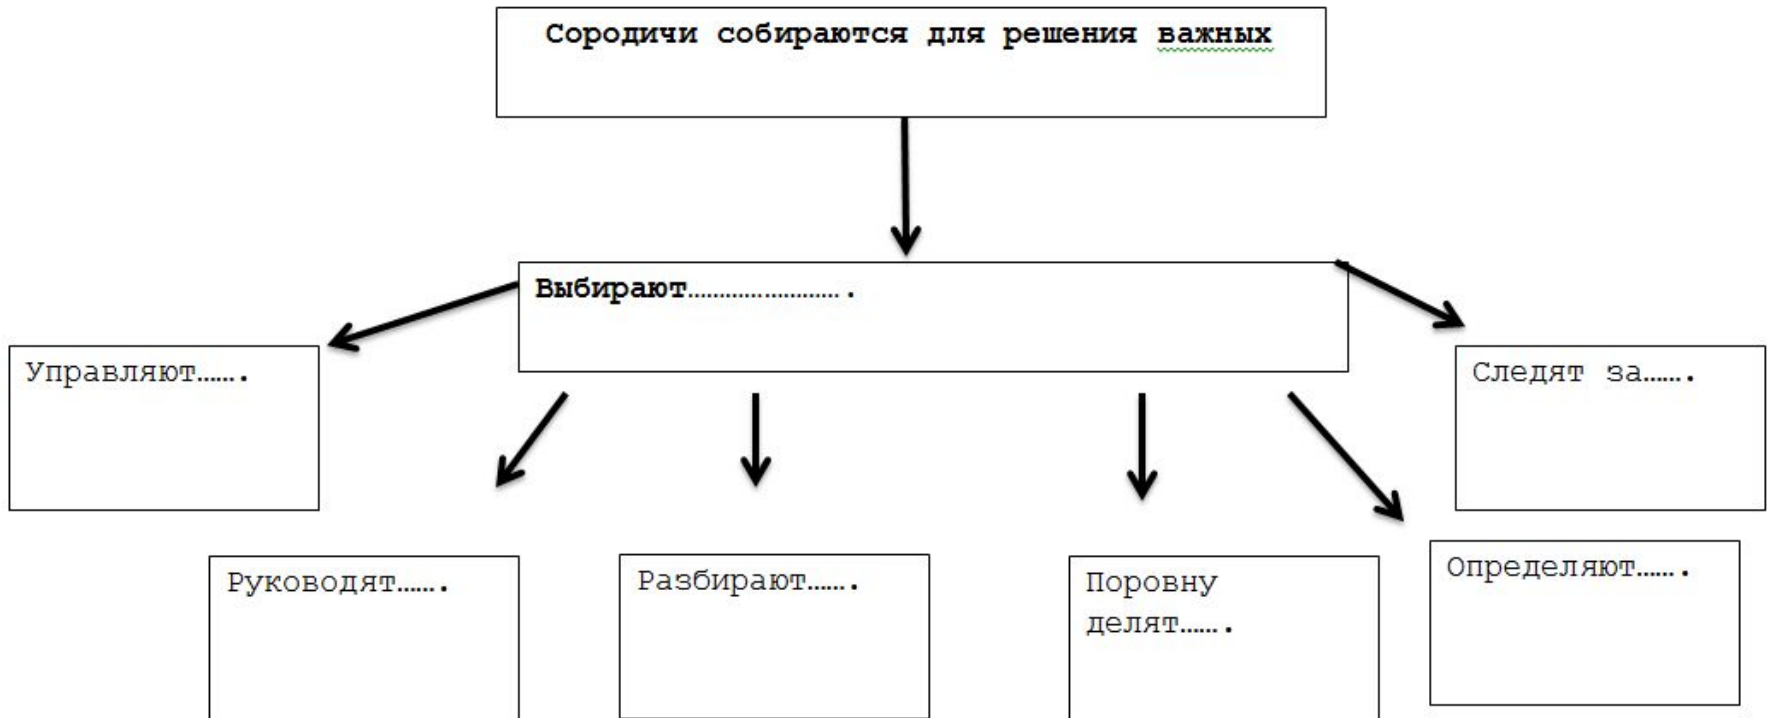 Сородичи собираются для решения важных
Выбирают…………………….
Управляют…….
Следят за…….
Руководят…….
Разбирают…….
Поровну
делят…….
Определяют…….